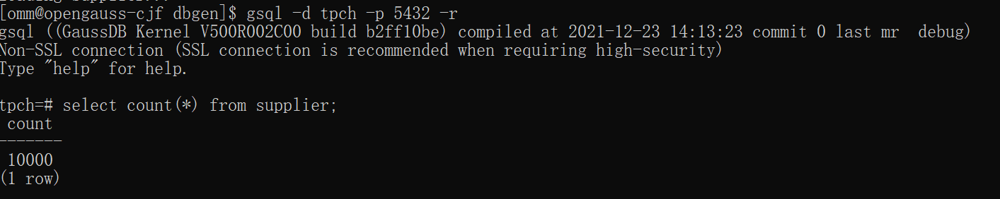 loading supplier...
[omm@opengauss-cjf dbgen]$ gsql -d tpch -p 5432 -r
gsql ((GaussDB Kernel V500R002C00 build b2ff10be) compiled at 2021-12-23 14:13:23 commit 0 last mr  debug)
Non-SSL connection (SSL connection is recommended when requiring high-security)
Type "help" for help.
tpch=# select count(*) from supplier;
 count
-------
 10000
(1 row)